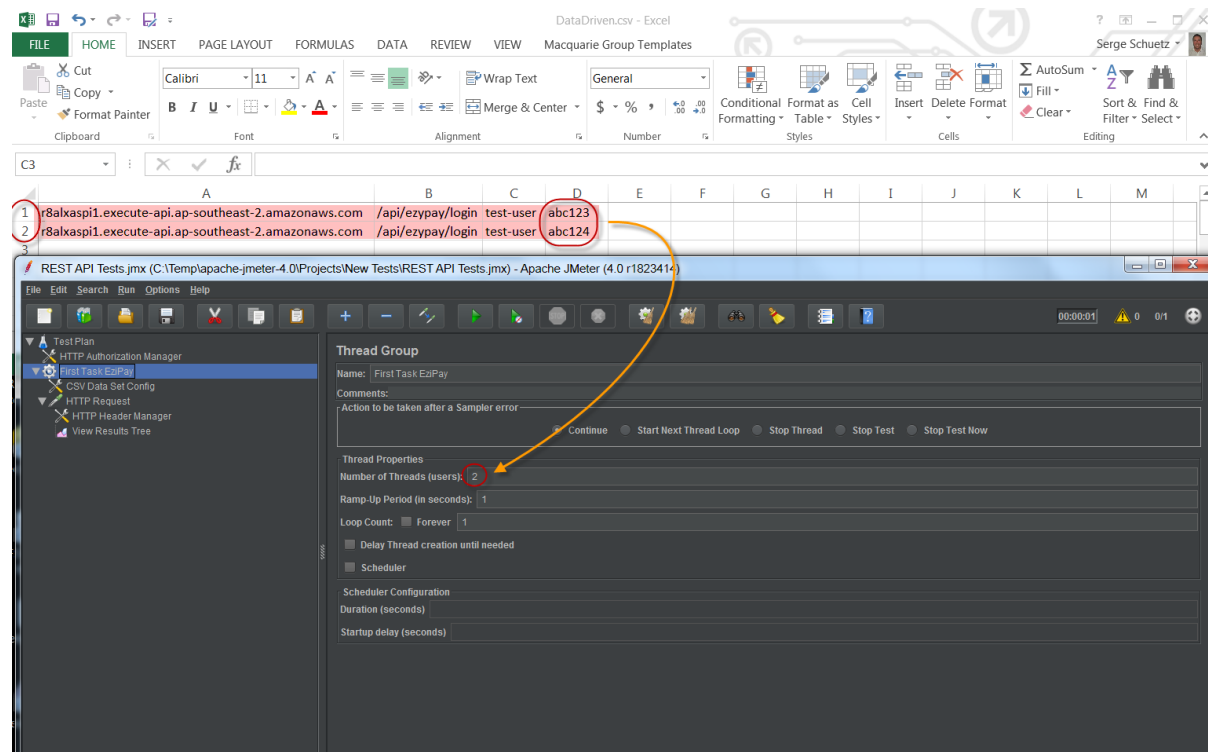 DataDriven.csv - Excel
FILE HOME INSERT PAGE LAYOUT FORMULAS DATA REVIEW VIEW Macquarie Group Templates Serge Schuetz
Paste Cut Copy Format Painter
Calibri 11 A A Wrap Text General AutoSum
B I U A Merge & Center $ % , .0 .00 .00 .0 Conditional Formatting Format as Table Cell Styles Insert Delete Format Fill Clear Sort & Filter Find & Select
Clipboard Font Alignment Number Styles Cells Editing
C3 fx
A B C D E F G H I J K L M
1 r8alxaspi1.execute-api.ap-southeast-2.amazonaws.com /api/ezypay/login test-user abc123
2 r8alxaspi1.execute-api.ap-southeast-2.amazonaws.com /api/ezypay/login test-user abc124
3
REST API Tests.jmx (C:\Temp\apache-jmeter-4.0\Projects\New Tests\REST API Tests.jmx) - Apache JMeter (4.0 r1823414)
File Edit Search Run Options Help
00:00:01 0 0/1
Test Plan
HTTP Authorization Manager
First Task EziPay
CSV Data Set Config
HTTP Request
HTTP Header Manager
View Results Tree
Thread Group
Name: First Task EziPay
Comments:
Action to be taken after a Sampler error
Continue Start Next Thread Loop Stop Thread Stop Test Stop Test Now
Thread Properties
Number of Threads (users): 2
Ramp-Up Period (in seconds): 1
Loop Count: Forever 1
Delay Thread creation until needed
Scheduler
Scheduler Configuration
Duration (seconds)
Startup delay (seconds)